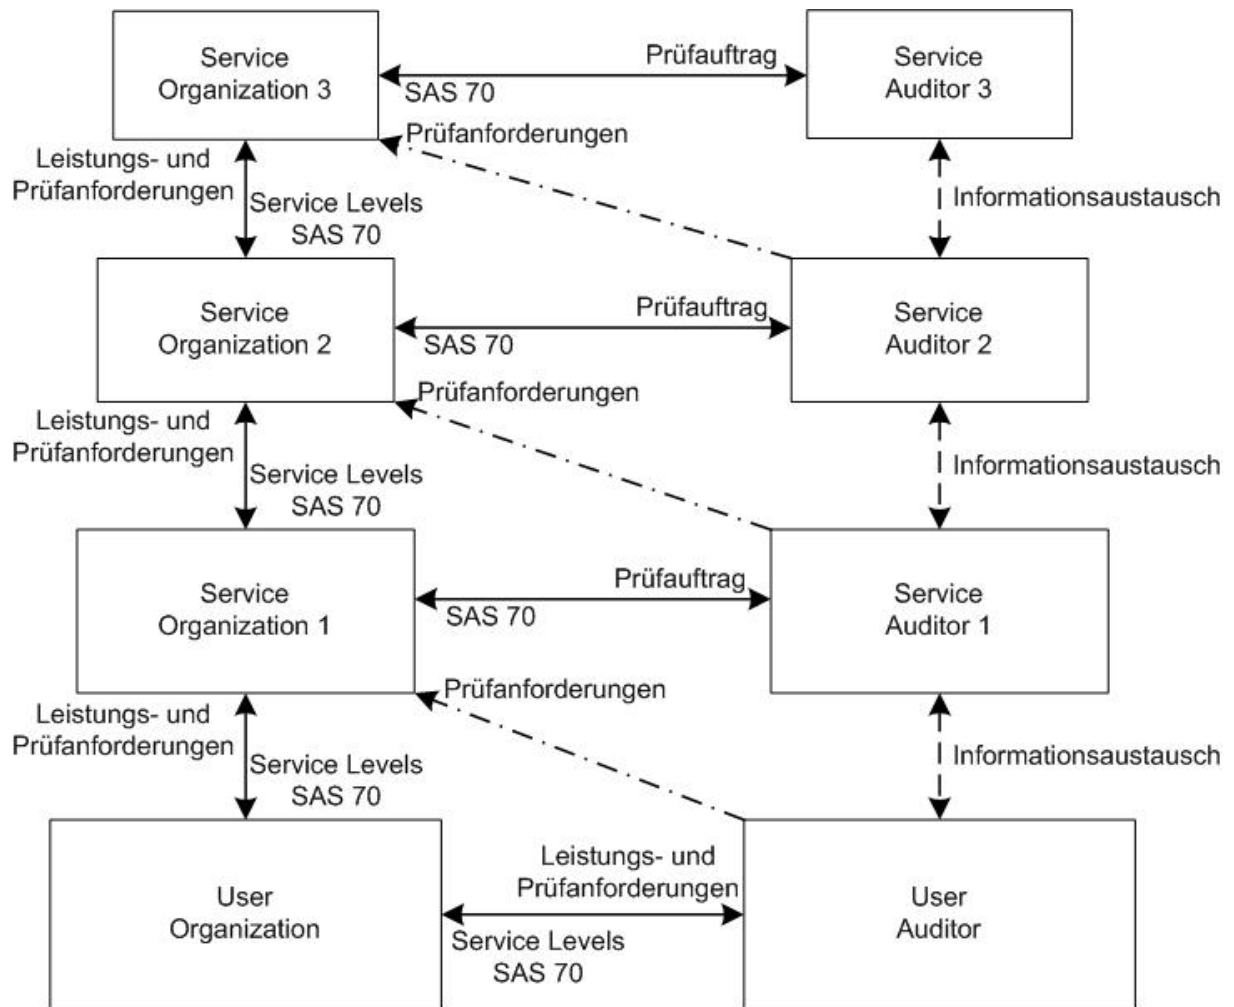 Service
Organization 3
Prüfauftrag
SAS 70
Service
Auditor 3
Prüfanforderungen
Leistungs- und
Prüfanforderungen
Service Levels
SAS 70
Informationsaustausch
Service
Organization 2
Prüfauftrag
SAS 70
Service
Auditor 2
Prüfanforderungen
Leistungs- und
Prüfanforderungen
Service Levels
SAS 70
Informationsaustausch
Service
Organization 1
Prüfauftrag
SAS 70
Service
Auditor 1
Prüfanforderungen
Leistungs- und
Prüfanforderungen
Service Levels
SAS 70
Informationsaustausch
User
Organization
Leistungs- und
Prüfanforderungen
Service Levels
SAS 70
User
Auditor